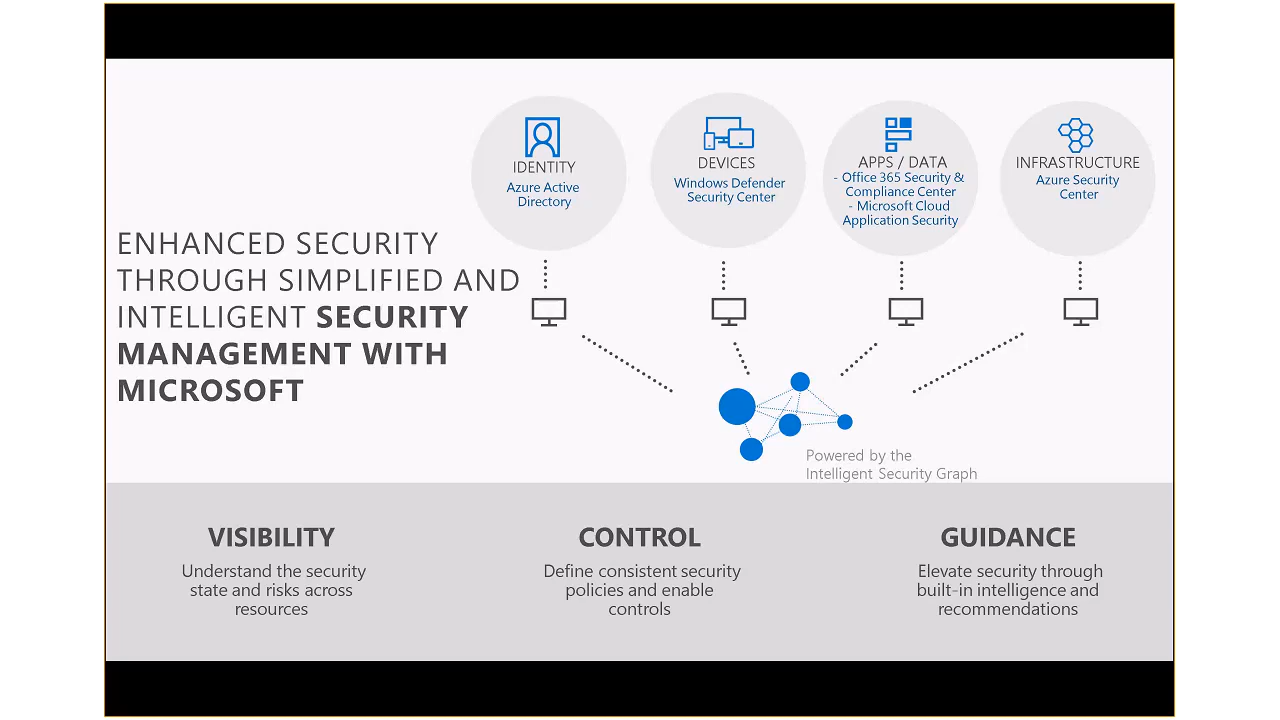 ENHANCED SECURITY
THROUGH SIMPLIFIED AND
INTELLIGENT SECURITY
MANAGEMENT WITH
MICROSOFT
IDENTITY
Azure Active
Directory
DEVICES
Windows Defender
Security Center
APPS / DATA
- Office 365 Security &
Compliance Center
- Microsoft Cloud
Application Security
INFRASTRUCTURE
Azure Security
Center
Powered by the
Intelligent Security Graph
VISIBILITY
Understand the security
state and risks across
resources
CONTROL
Define consistent security
policies and enable
controls
GUIDANCE
Elevate security through
built-in intelligence and
recommendations